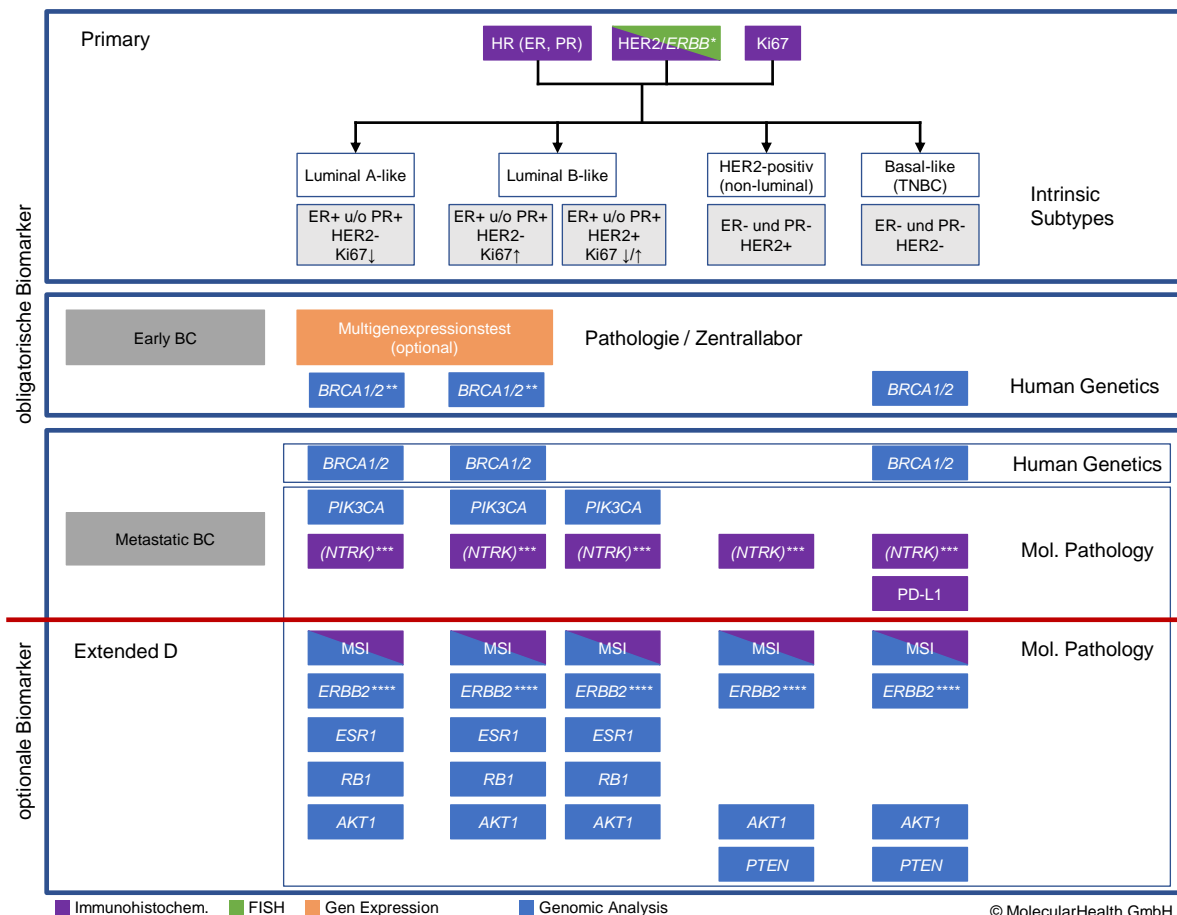 Primary
HR (ER, PR)
HER2/ERBB*
Ki67
Luminal A-like
Luminal B-like
HER2-positiv
(non-luminal)
Basal-like
(TNBC)
Intrinsic
Subtypes
ER+ u/o PR+
HER2-
Ki67↓
ER+ u/o PR+
HER2-
Ki67↑
ER+ u/o PR+
HER2+
Ki67 ↓/↑
ER- und PR-
HER2+
ER- und PR-
HER2-
obligatorische Biomarker
Early BC
Multigenexpressionstest
(optional)
Pathologie / Zentrallabor
BRCA1/2**
BRCA1/2**
BRCA1/2
Human Genetics
BRCA1/2
BRCA1/2
BRCA1/2
Human Genetics
Metastatic BC
PIK3CA
PIK3CA
PIK3CA
(NTRK)***
(NTRK)***
(NTRK)***
(NTRK)***
(NTRK)***
Mol. Pathology
PD-L1
optionale Biomarker
Extended D
MSI
MSI
MSI
MSI
MSI
Mol. Pathology
ERBB2****
ERBB2****
ERBB2****
ERBB2****
ERBB2****
ESR1
ESR1
ESR1
RB1
RB1
RB1
AKT1
AKT1
AKT1
AKT1
AKT1
PTEN
PTEN
Immunohistochem.
FISH
Gen Expression
Genomic Analysis
© MolecularHealth GmbH